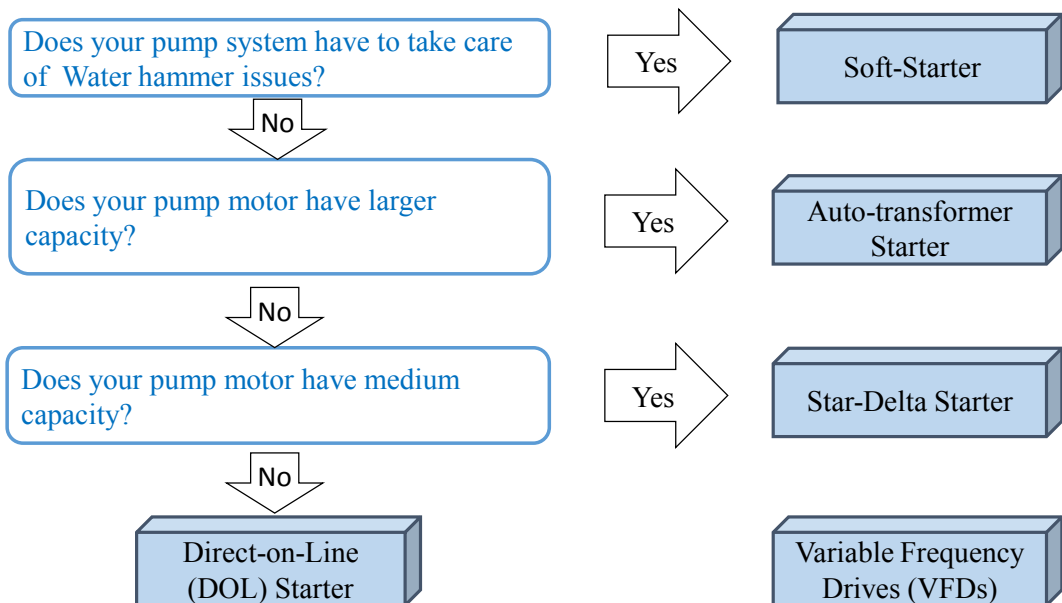 Does your pump system have to take care
of Water hammer issues?
Yes
Soft-Starter
No
Does your pump motor have larger
capacity?
Yes
Auto-transformer
Starter
No
Does your pump motor have medium
capacity?
Yes
Star-Delta Starter
No
Direct-on-Line
(DOL) Starter
Variable Frequency
Drives (VFDs)